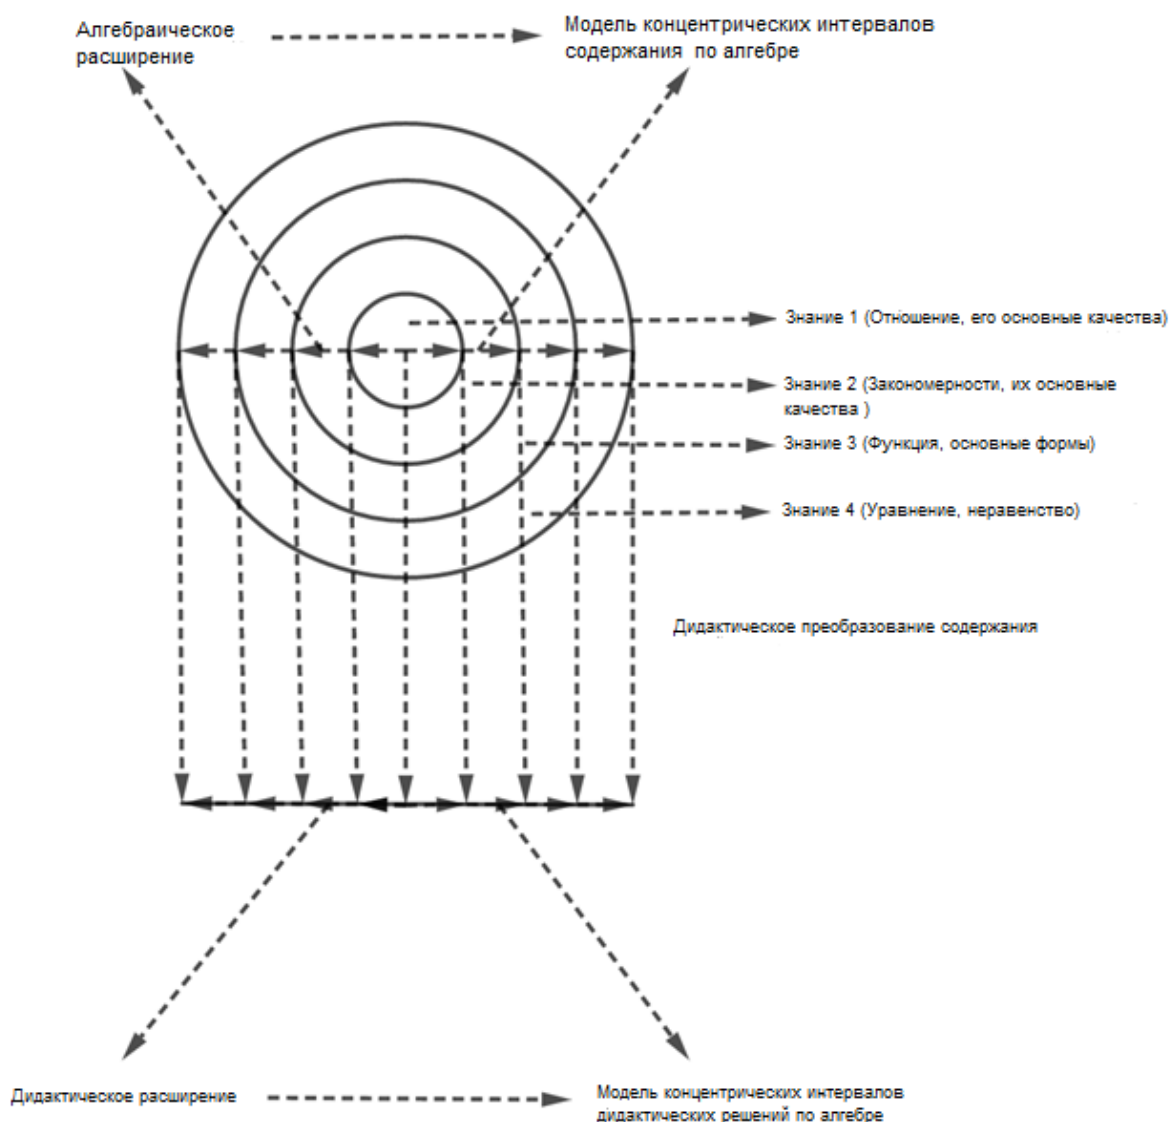 Алгебраическое
расширение
Модель концентрических интервалов
содержания по алгебре
Знание 1 (Отношение, его основные качества)
Знание 2 (Закономерности, их основные
качества )
Знание 3 (Функция, основные формы)
Знание 4 (Уравнение, неравенство)
Дидактическое преобразование содержания
Дидактическое расширение
Модель концентрических интервалов
дидактических решений по алгебре